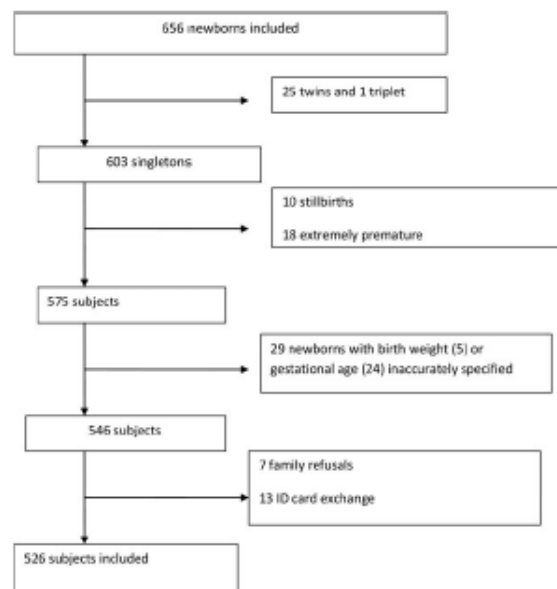 656 newborns included
25 twins and 1 triplet
603 singletons
10 stillbirths
18 extremely premature
575 subjects
29 newborns with birth weight (5) or
gestational age (24) inaccurately specified
546 subjects
7 family refusals
13 ID card exchange
526 subjects included